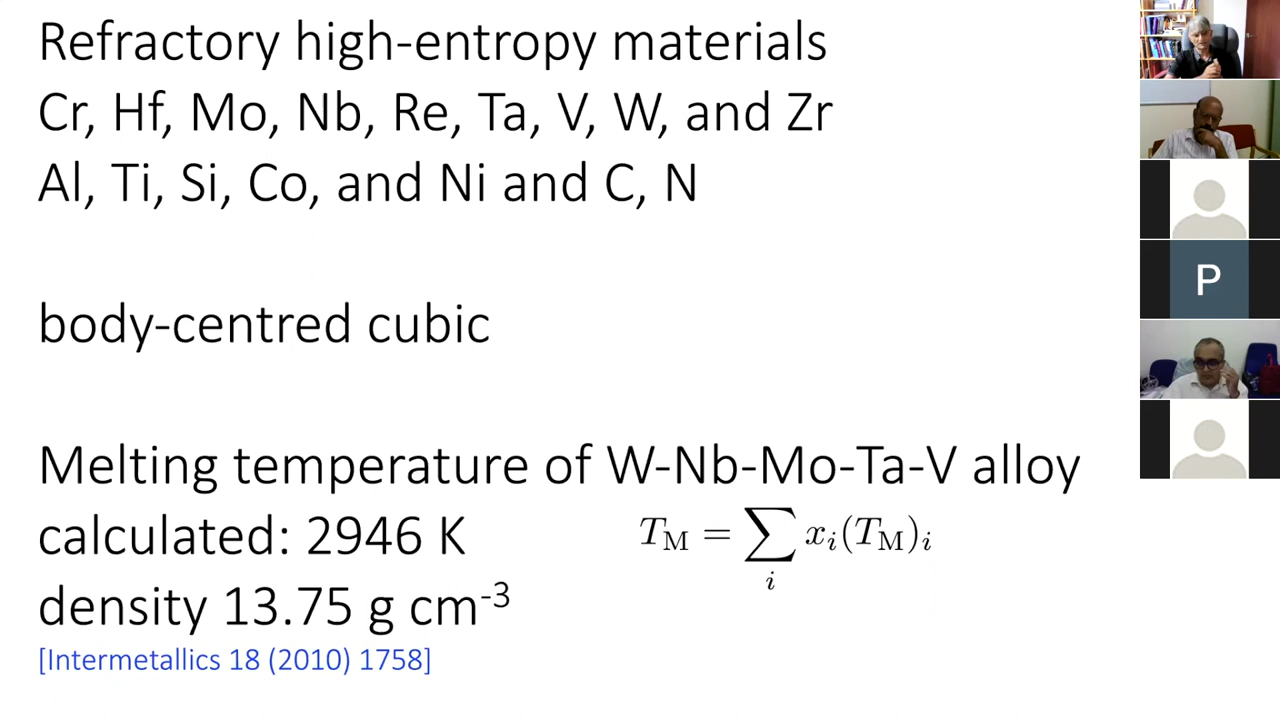 Refractory high-entropy materials
Cr, Hf, Mo, Nb, Re, Ta, V, W, and Zr
Al, Ti, Si, Co, and Ni and C, N
body-centred cubic
Melting temperature of W-Nb-Mo-Ta-V alloy
calculated: 2946 K
T_M = ∑_i x_i(T_M)_i
density 13.75 g cm⁻³
[Intermetallics 18 (2010) 1758]
P